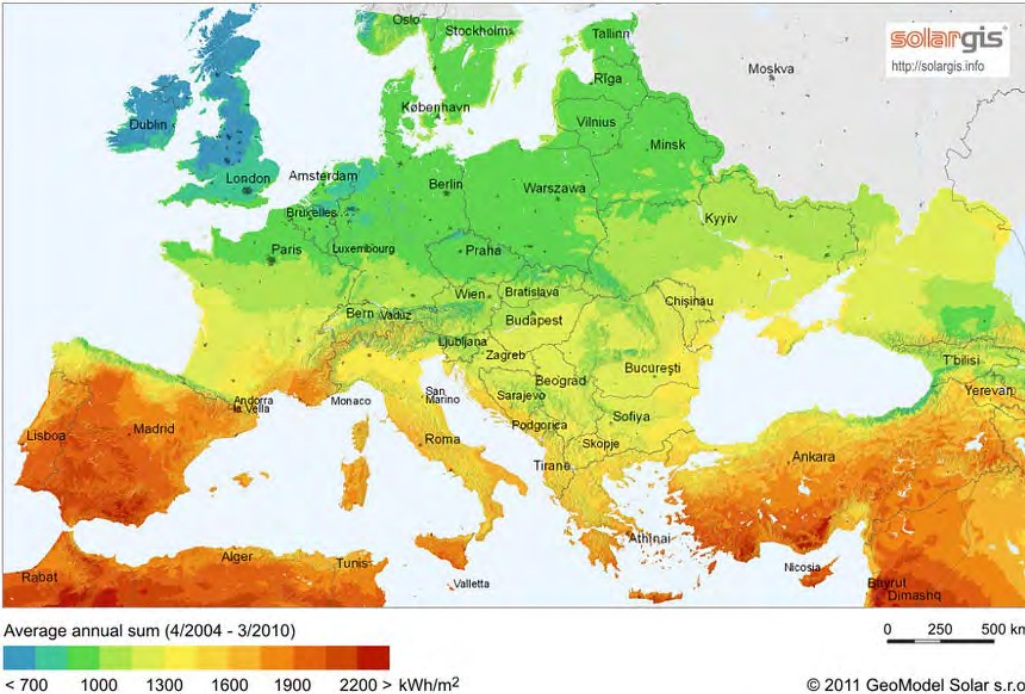 Oslo
Stockholm
Tallinn
solargis
http://solargis.info
Moskva
Rīga
København
Dublin
Vilnius
Minsk
London
Amsterdam
Berlin
Warszawa
Bruxelles
Kyyiv
Paris
Luxembourg
Praha
Wien
Bratislava
Chişinau
Bern
Vaduz
Budapest
Ljubljana
Zagreb
T'bilisi
Beograd
Bucureşti
Yerevan
Andorra
la Vella
Monaco
San
Marino
Sarajevo
Lisboa
Madrid
Roma
Podgorica
Sofiya
Skopje
Ankara
Tirane
Athinai
Alger
Tunis
Rabat
Valletta
Nicosia
Bayrut
Dimashq
Average annual sum (4/2004 - 3/2010)
0 250 500 km
< 700 1000 1300 1600 1900 2200 > kWh/m²
© 2011 GeoModel Solar s.r.o